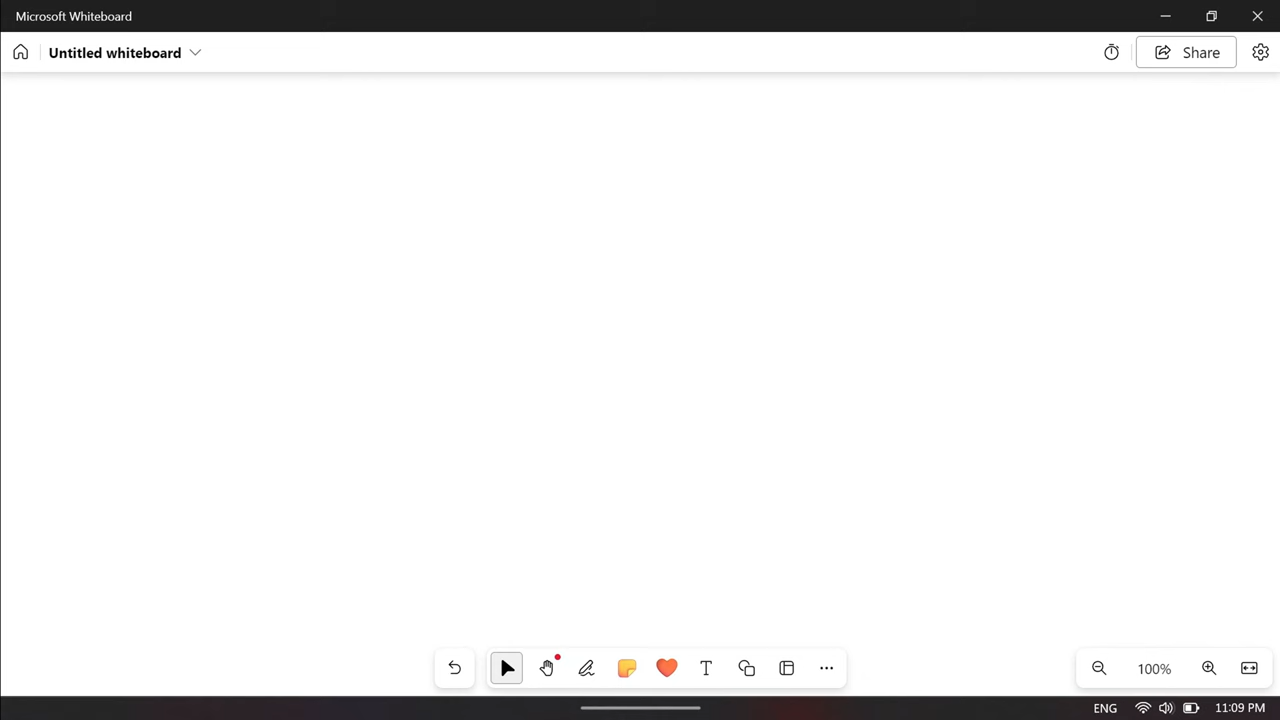 Microsoft Whiteboard
Untitled whiteboard
Share
100%
ENG
11:09 PM